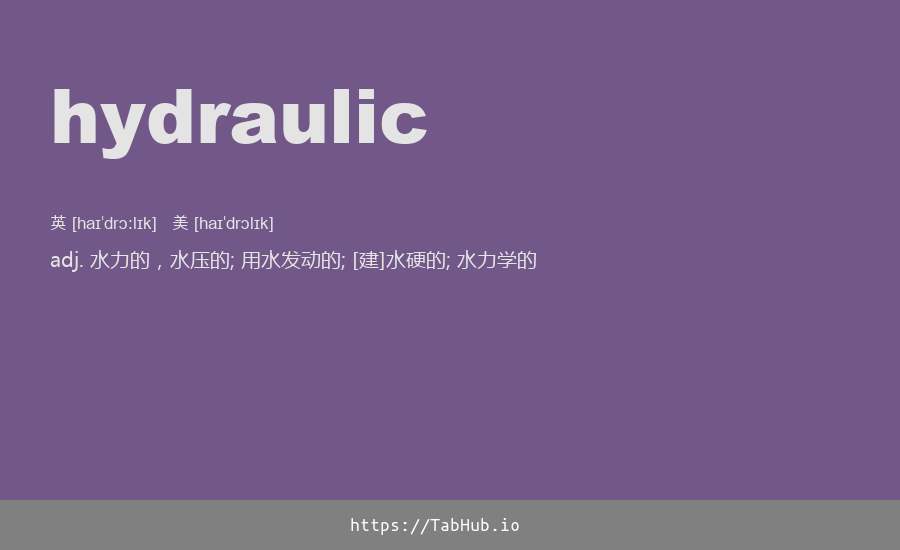 hydraulic
英 [haɪˈdrɔ:lɪk] 美 [haɪˈdrɔlɪk]
adj. 水力的，水压的; 用水发动的; [建]水硬的; 水力学的
https://TabHub.io